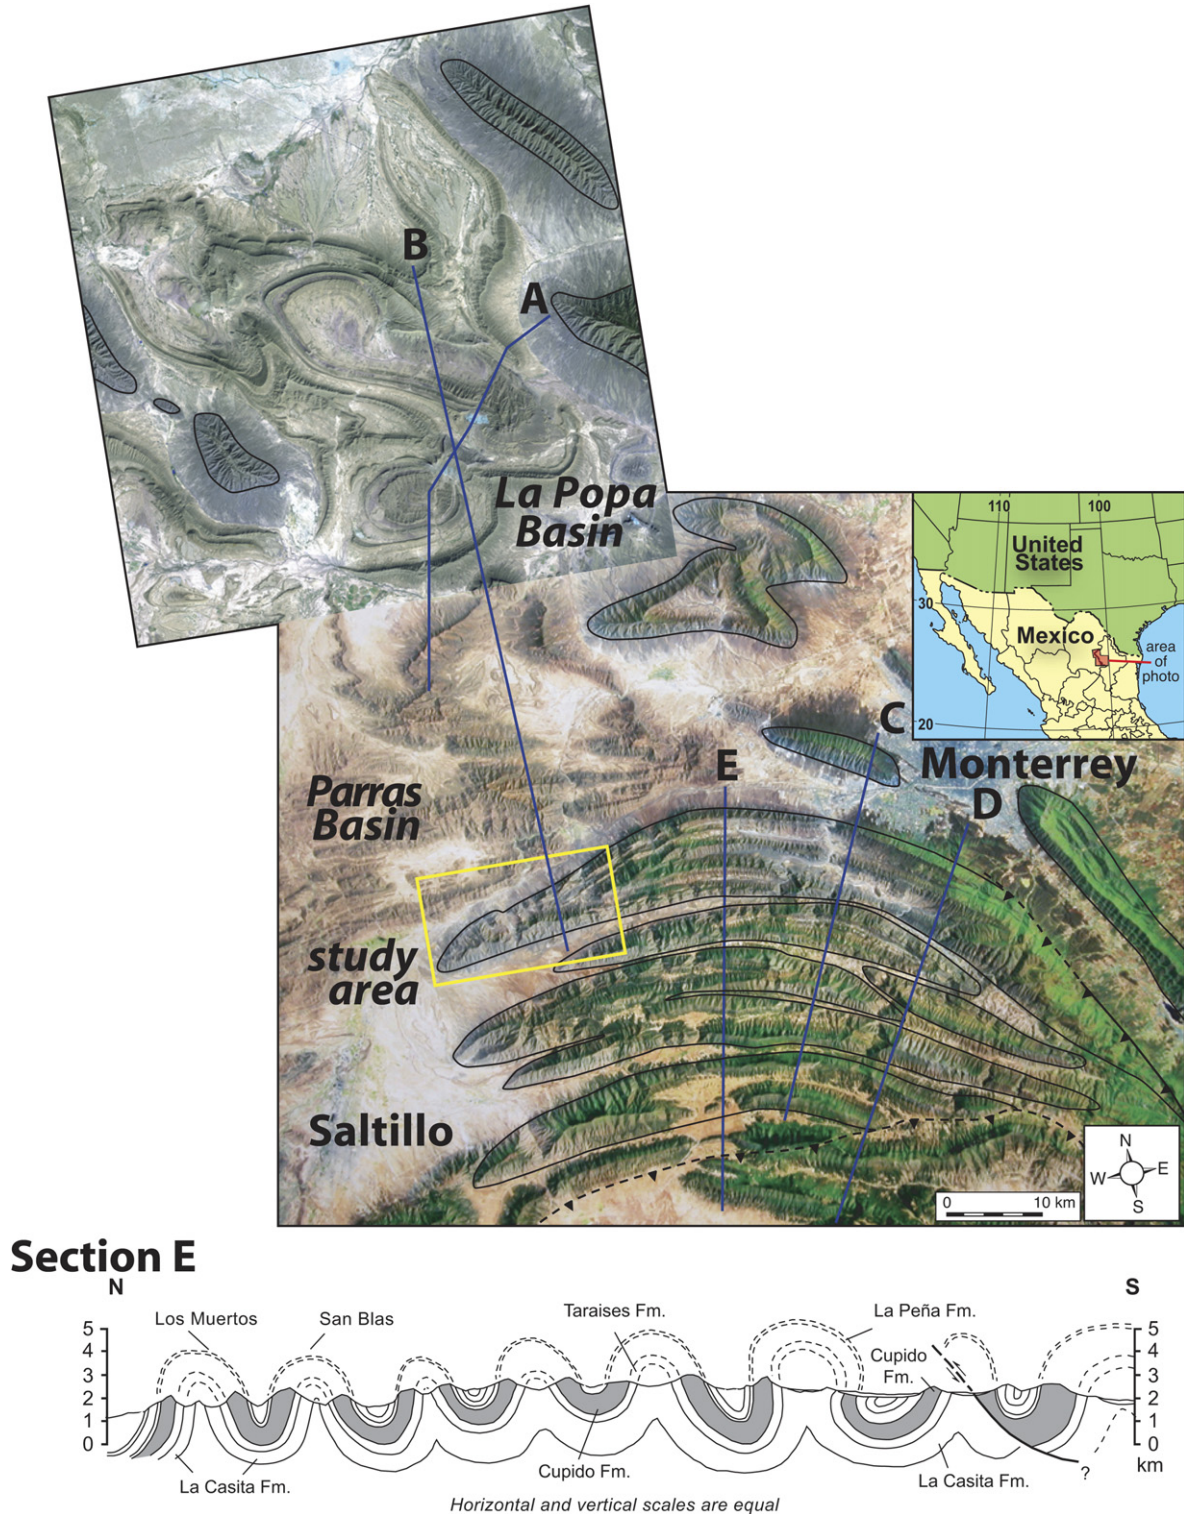 B
A
La Popa
Basin
110
100
United
States
30
Mexico
area
of
photo
20
C
E
Monterrey
D
Parras
Basin
study
area
Saltillo
N
W
E
S
0
10 km
Section E
N
S
Los Muertos
San Blas
Taraises Fm.
La Peña Fm.
Cupido
Fm.
5
4
3
2
1
0
5
4
3
2
1
0
km
La Casita Fm.
Cupido Fm.
La Casita Fm.
?
Horizontal and vertical scales are equal